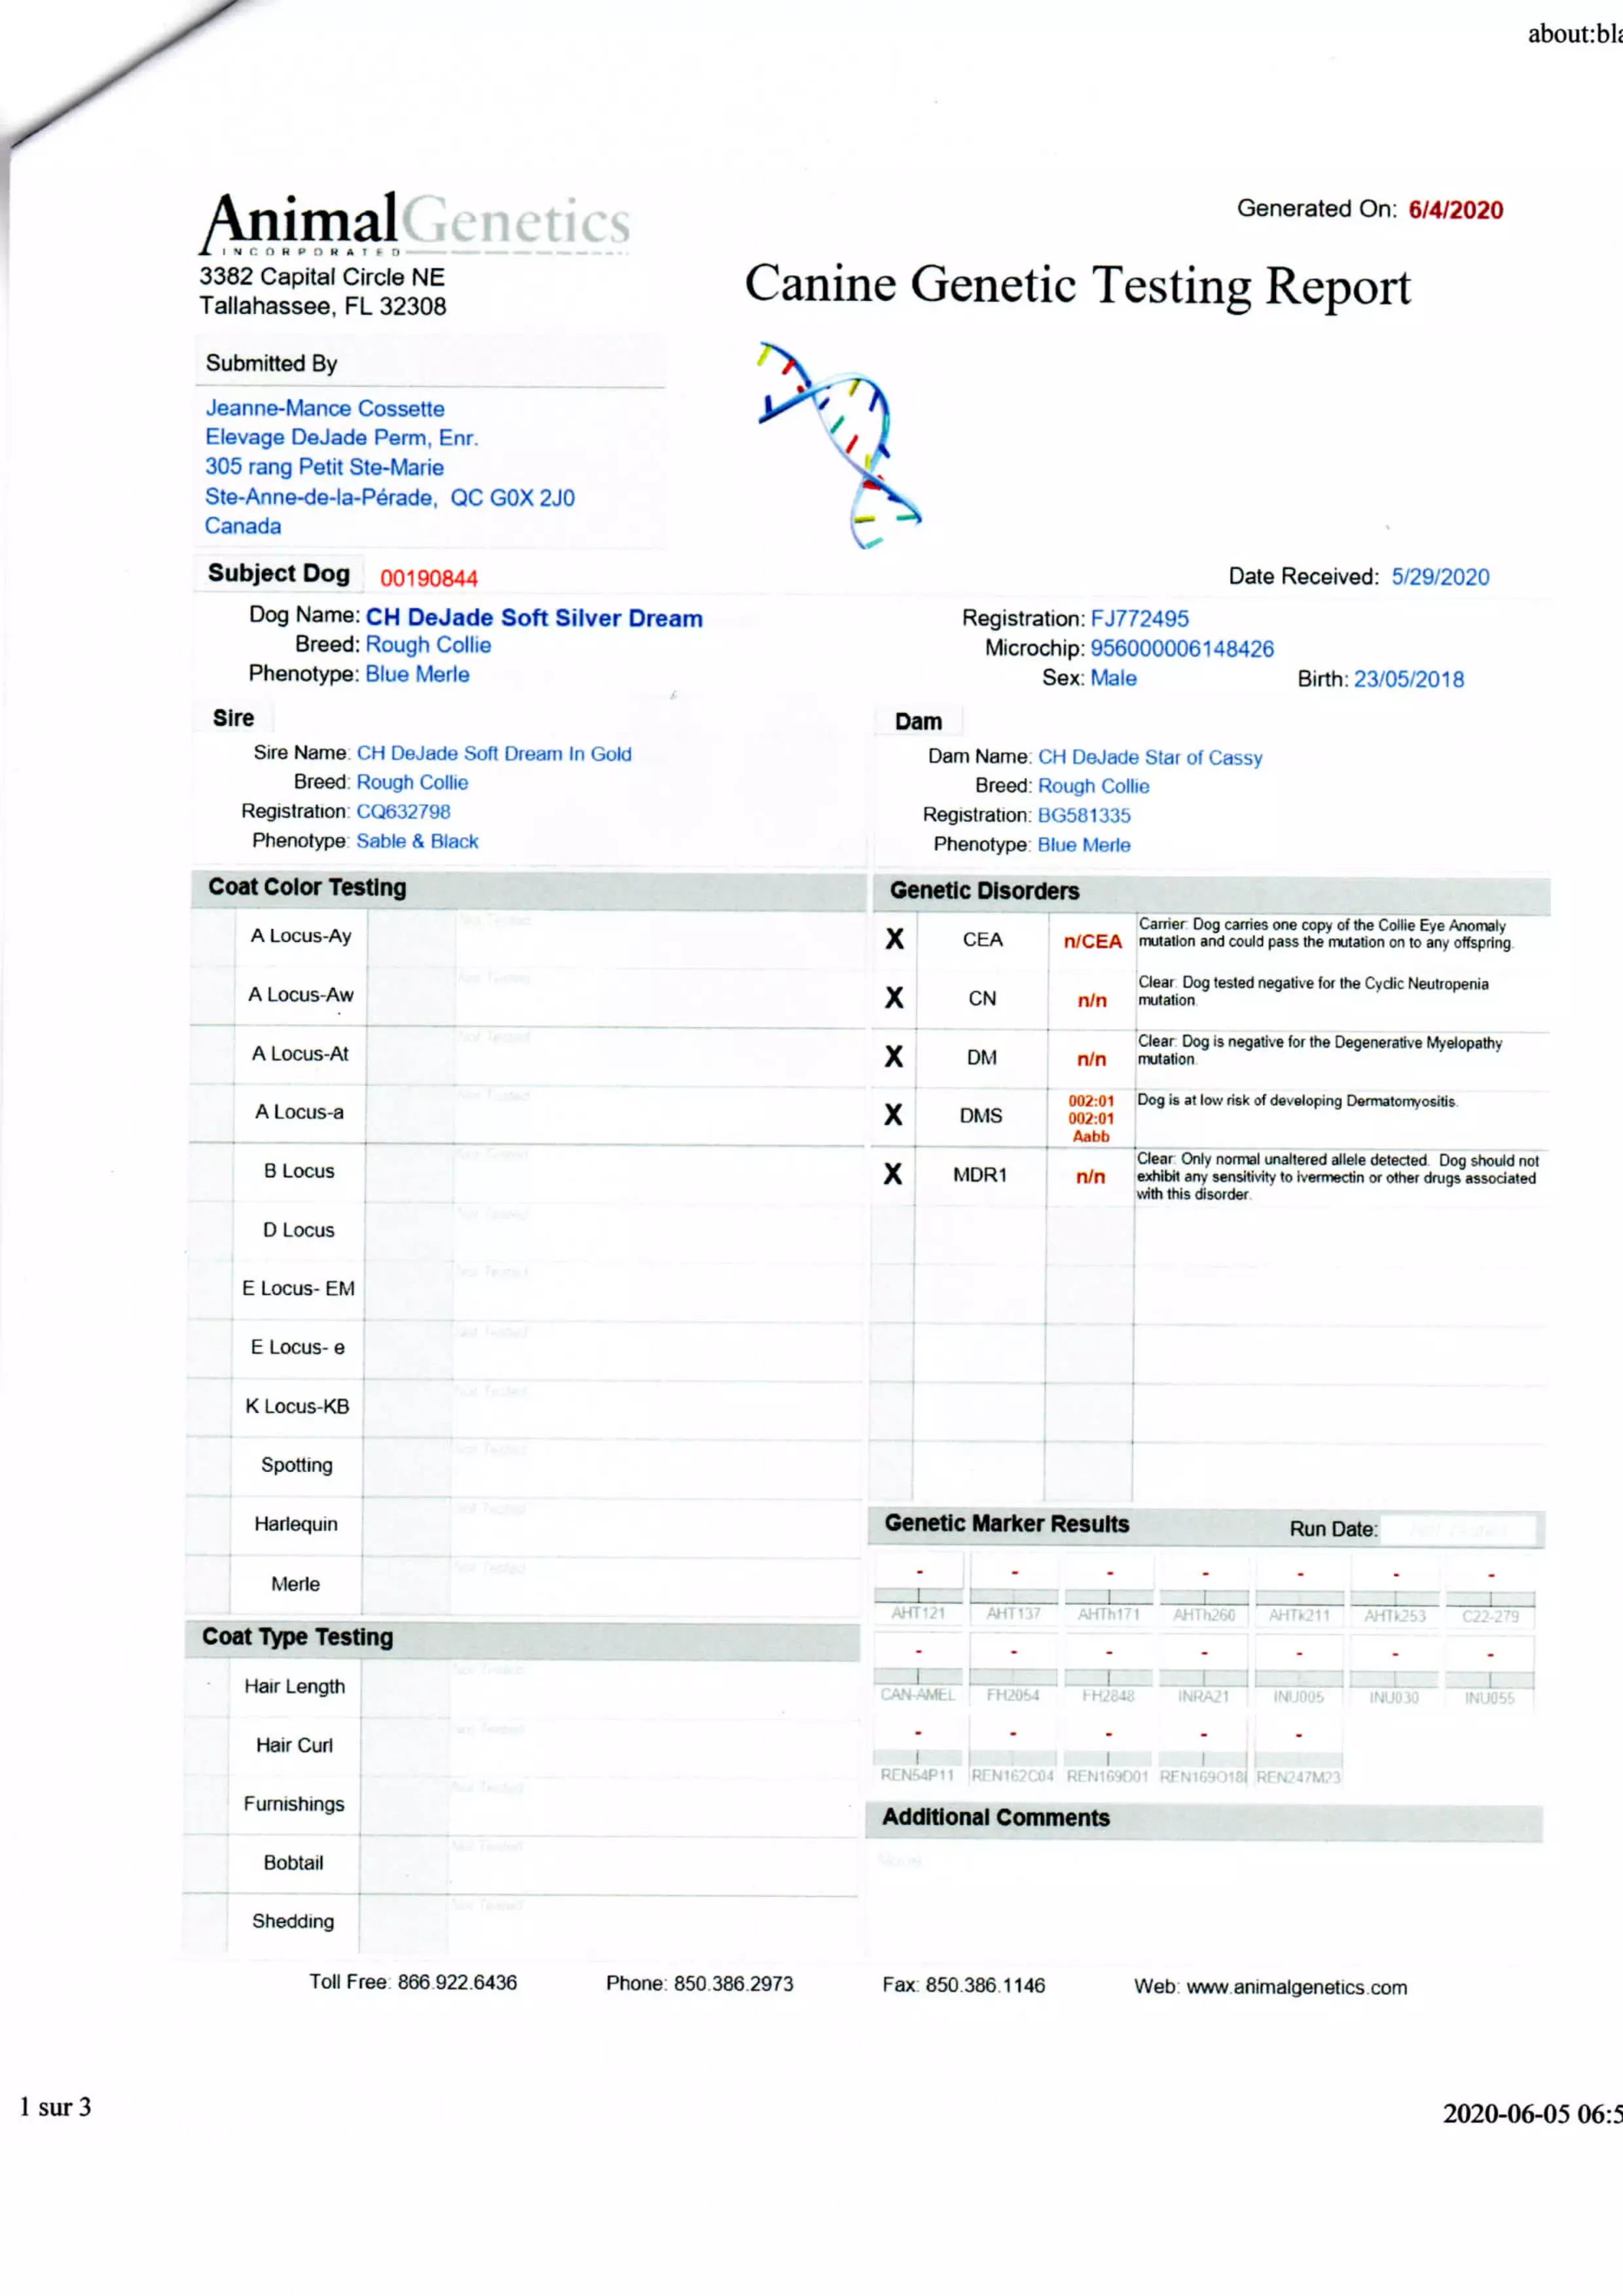 about:bla
AnimalGenetics
INCORPORATED
3382 Capital Circle NE
Tallahassee, FL 32308
Generated On: 6/4/2020
Canine Genetic Testing Report
Submitted By
Jeanne-Mance Cossette
Elevage DeJade Perm, Enr.
305 rang Petit Ste-Marie
Ste-Anne-de-la-Pérade, QC G0X 2J0
Canada
Subject Dog 00190844
Date Received: 5/29/2020
Dog Name: CH DeJade Soft Silver Dream
Breed: Rough Collie
Phenotype: Blue Merle
Registration: FJ772495
Microchip: 956000006148426
Sex: Male Birth: 23/05/2018
Sire
Sire Name: CH DeJade Soft Dream In Gold
Breed: Rough Collie
Registration: CQ632798
Phenotype: Sable & Black
Dam
Dam Name: CH DeJade Star of Cassy
Breed: Rough Collie
Registration: BG581335
Phenotype: Blue Merle
Coat Color Testing
A Locus-Ay Not Tested
A Locus-Aw Not Tested
A Locus-At Not Tested
A Locus-a Not Tested
B Locus Not Tested
D Locus Not Tested
E Locus- EM Not Tested
E Locus- e Not Tested
K Locus-KB Not Tested
Spotting Not Tested
Harlequin Not Tested
Merle Not Tested
Coat Type Testing
Hair Length Not Tested
Hair Curl Not Tested
Furnishings Not Tested
Bobtail Not Tested
Shedding Not Tested
Genetic Disorders
X CEA n/CEA Carrier: Dog carries one copy of the Collie Eye Anomaly
mutation and could pass the mutation on to any offspring.
X CN n/n Clear: Dog tested negative for the Cyclic Neutropenia
mutation.
X DM n/n Clear: Dog is negative for the Degenerative Myelopathy
mutation.
X DMS 002:01
002:01
Aabb
Dog is at low risk of developing Dermatomyositis.
X MDR1 n/n Clear: Only normal unaltered allele detected. Dog should not
exhibit any sensitivity to ivermectin or other drugs associated
with this disorder.
Genetic Marker Results Run Date:
- - - - - - -
AHT121 AHT137 AHTh171 AHTh260 AHTk211 AHTk253 C22-279
- - - - - - -
CAN-AMEL FH2054 FH2848 INRA21 INU005 INU030 INU055
- - - - -
REN54P11 REN162C04 REN169D01 REN169O18 REN247M23
Additional Comments
None
Toll Free: 866.922.6436 Phone: 850.386.2973 Fax: 850.386.1146 Web: www.animalgenetics.com
1 sur 3
2020-06-05 06:5